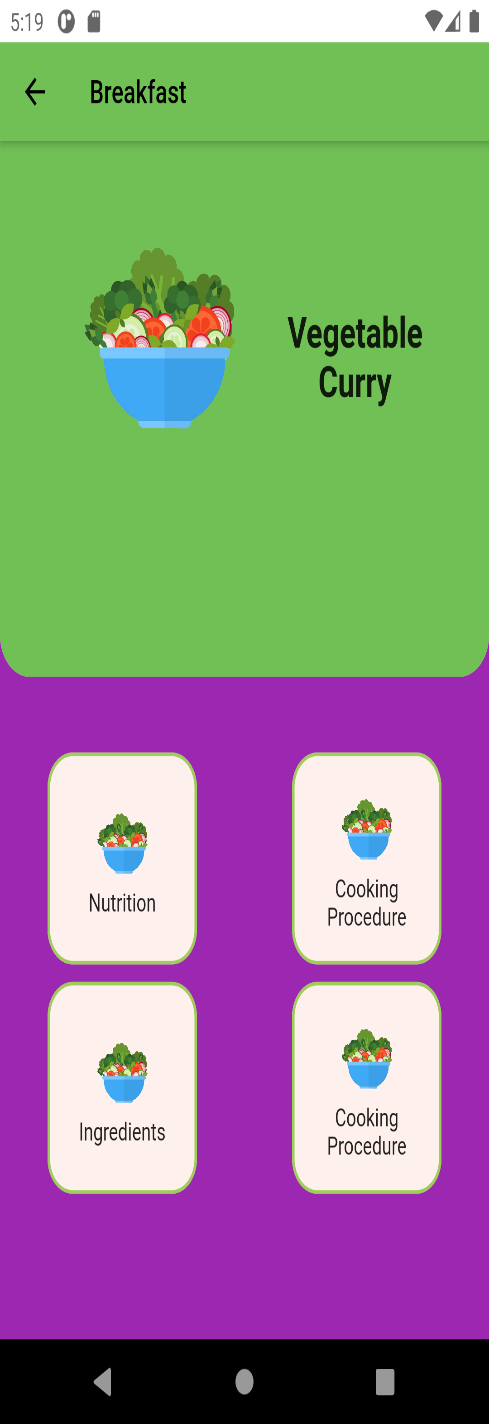 5:19
Breakfast
Vegetable
Curry
Nutrition
Cooking
Procedure
Ingredients
Cooking
Procedure